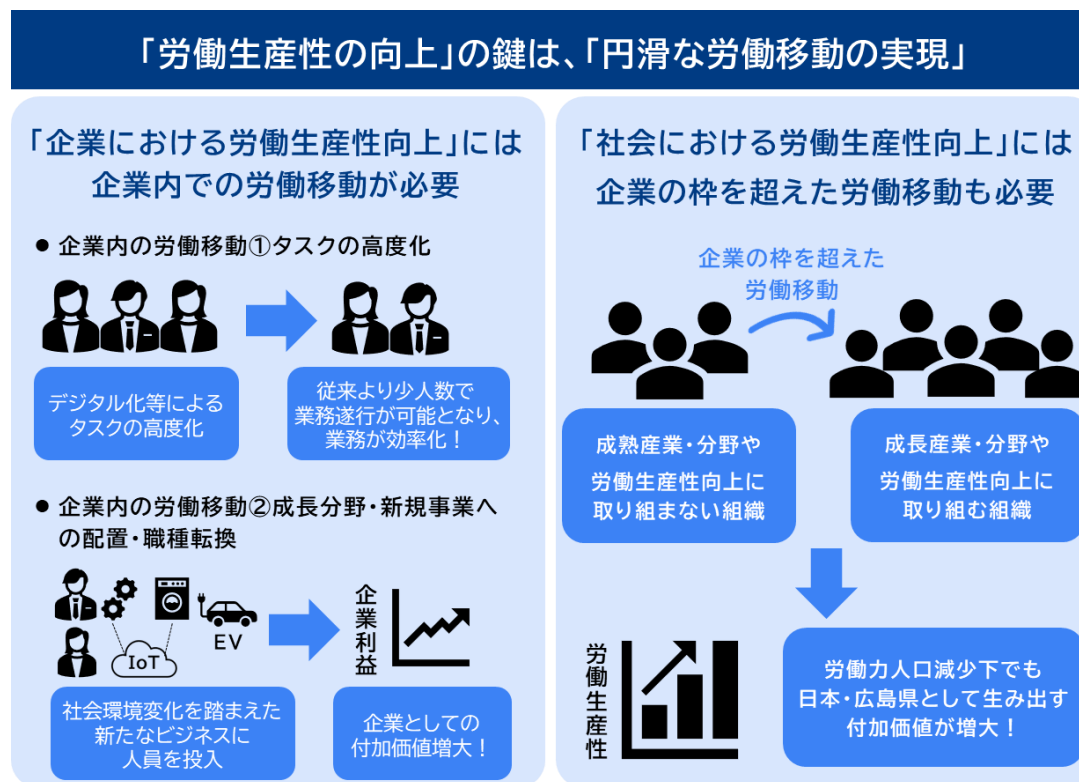 「労働生産性の向上」の鍵は、「円滑な労働移動の実現」
「企業における労働生産性向上」には
企業内での労働移動が必要
● 企業内の労働移動①タスクの高度化
デジタル化等による
タスクの高度化
従来より少人数で
業務遂行が可能となり、
業務が効率化！
● 企業内の労働移動②成長分野・新規事業へ
の配置・職種転換
IoT
EV
企業利益
社会環境変化を踏まえた
新たなビジネスに
人員を投入
企業としての
付加価値増大！
「社会における労働生産性向上」には
企業の枠を超えた労働移動も必要
企業の枠を超えた
労働移動
成熟産業・分野や
労働生産性向上に
取り組まない組織
成長産業・分野や
労働生産性向上に
取り組む組織
労働生産性
労働力人口減少下でも
日本・広島県として生み出す
付加価値が増大！